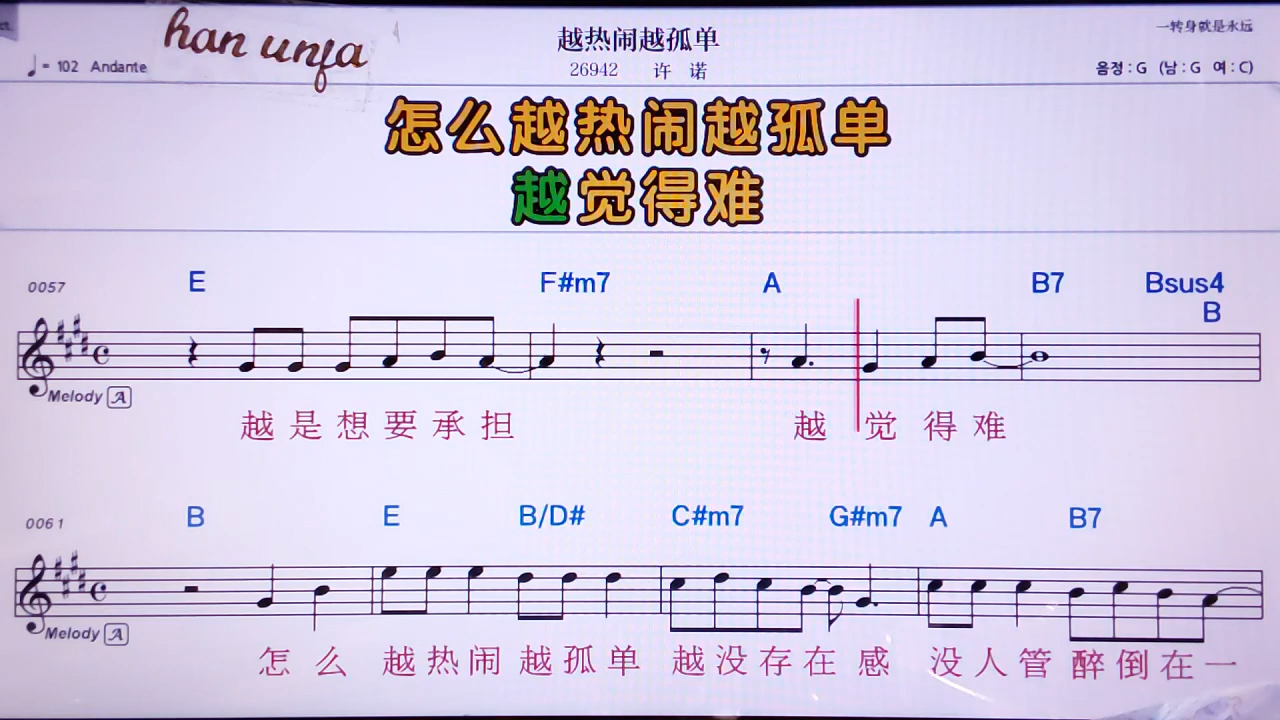 han unfa
越热闹越孤单
一转身就是永远
♩= 102 Andante
26942 许 诺
음정 : G (남 : G 여 : C)
怎么越热闹越孤单
越觉得难
0057 E F#m7 A B7 Bsus4
B
Melody A
越是想要承担 越觉得难
0061 B E B/D# C#m7 G#m7 A B7
Melody A
怎么 越热闹 越孤单 越没存在感 没人管 醉倒在一